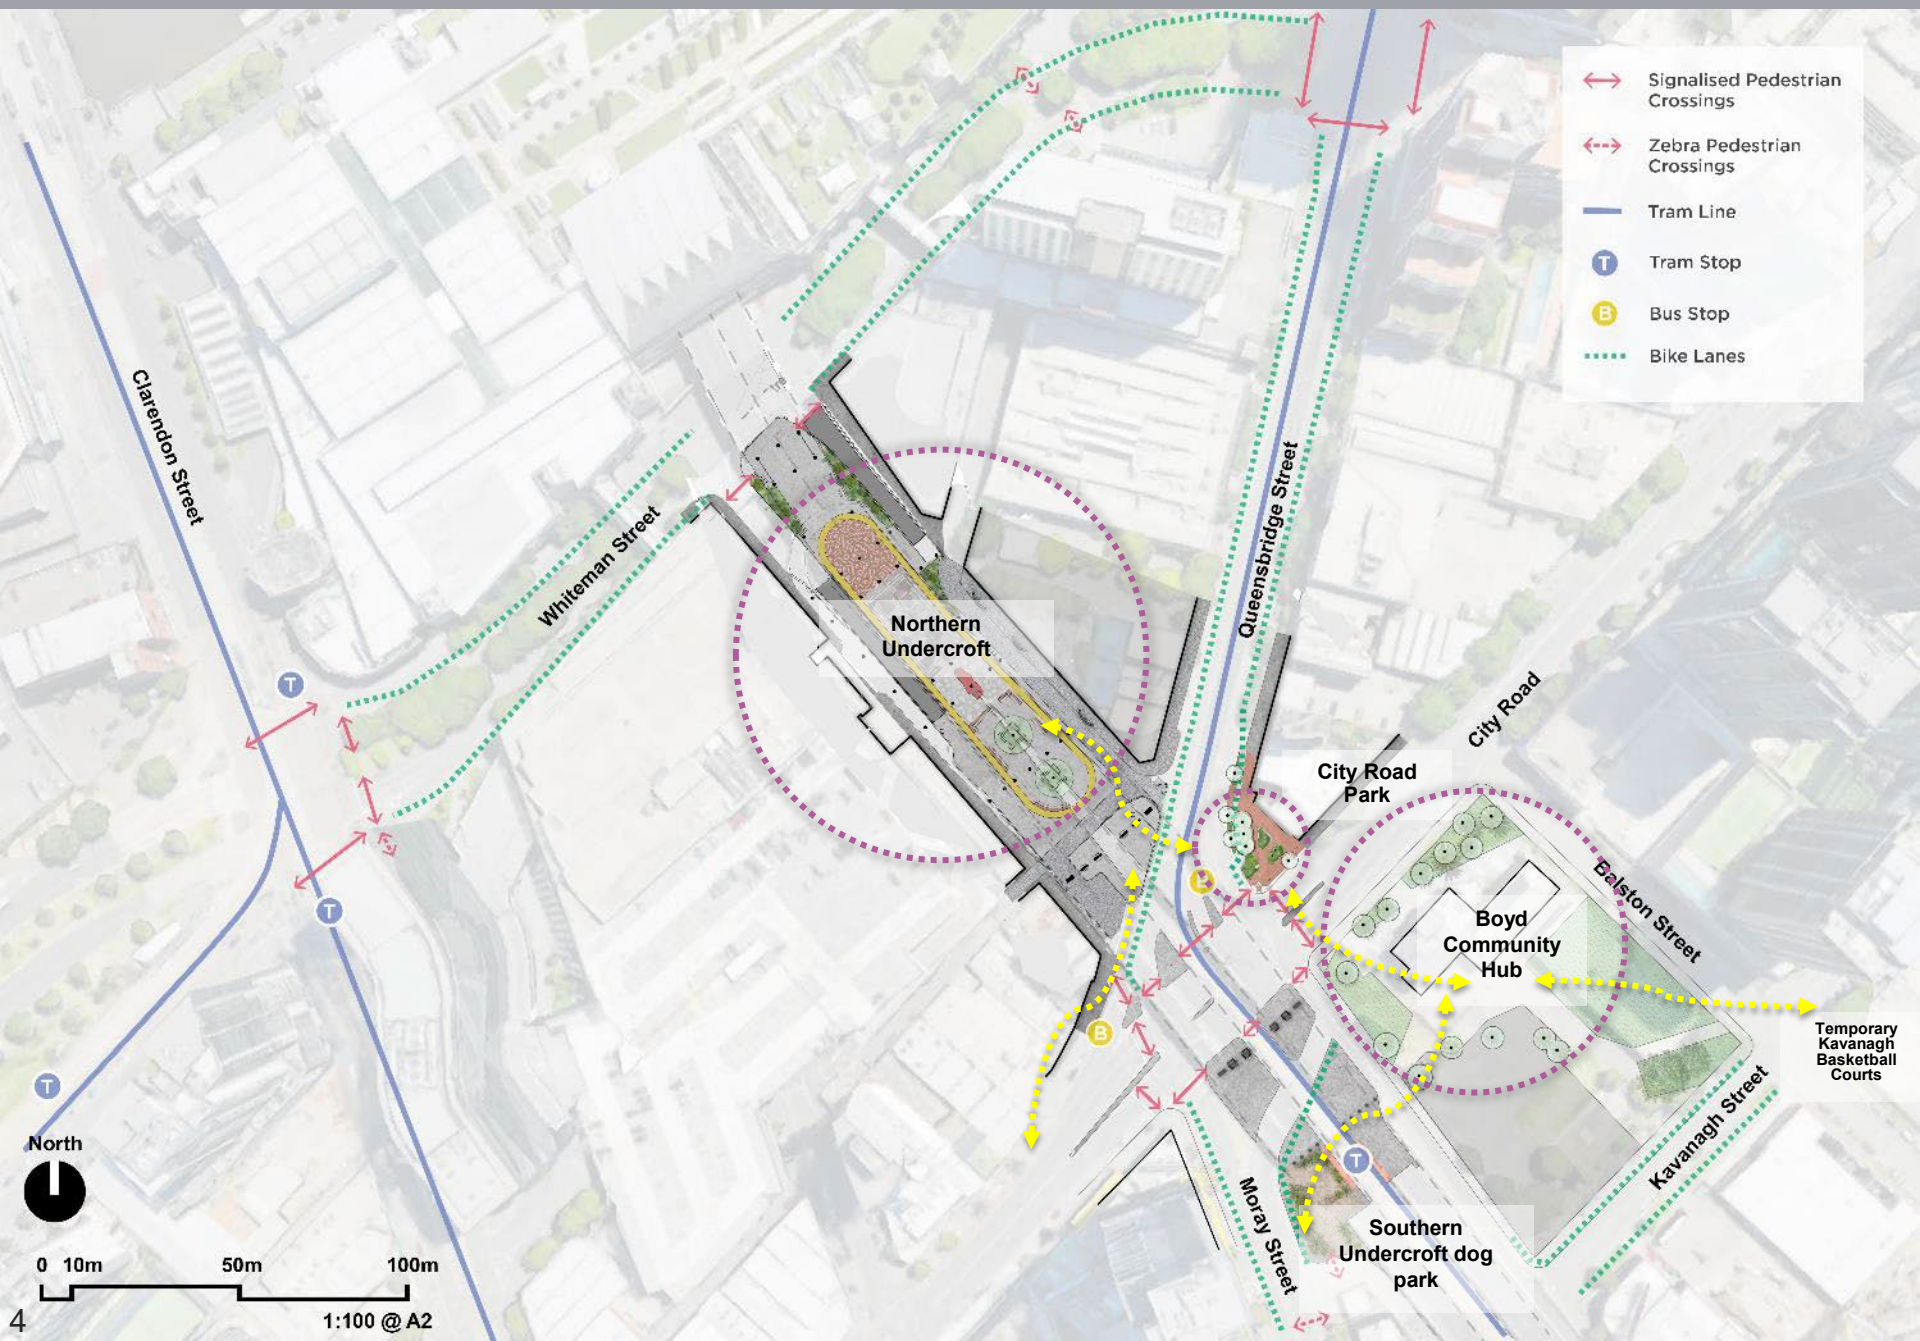 Signalised Pedestrian
Crossings
Zebra Pedestrian
Crossings
Tram Line
T
Tram Stop
B
Bus Stop
Bike Lanes
Clarendon Street
Whiteman Street
Queensbridge Street
Northern
Undercroft
City Road
City Road
Park
Balston Street
Boyd
Community
Hub
T
T
B
B
Temporary
Kavanagh
Basketball
Courts
Kavanagh Street
T
T
Moray Street
Southern
Undercroft dog
park
North
0 10m 50m 100m
1:100 @ A2
4